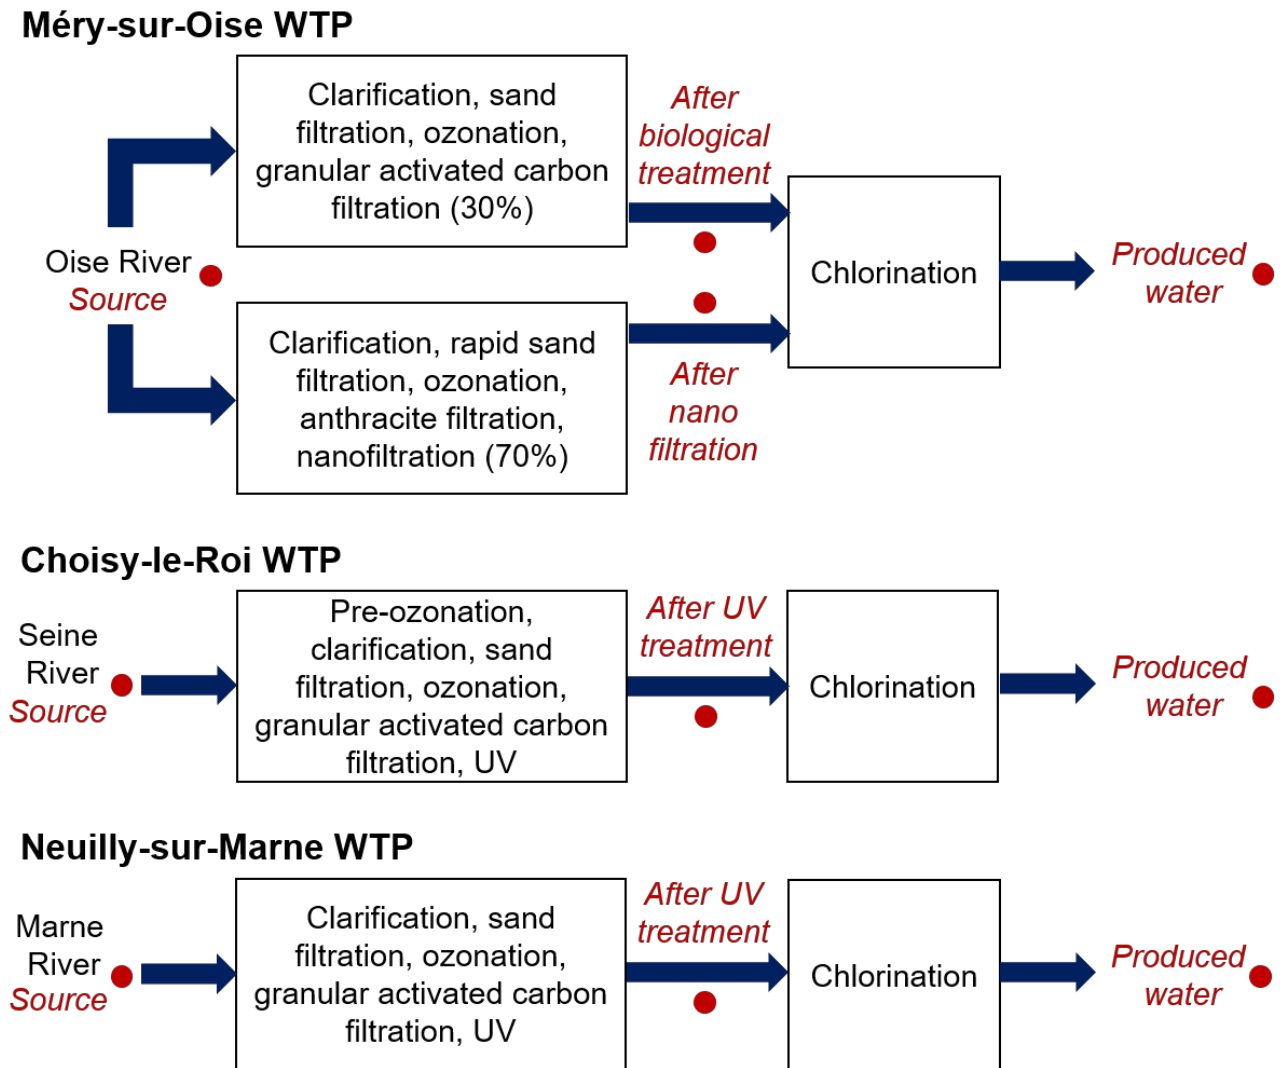 Méry-sur-Oise WTP
Clarification, sand
filtration, ozonation,
granular activated carbon
filtration (30%)
After
biological
treatment
Oise River
Source
Chlorination
Produced
water
Clarification, rapid sand
filtration, ozonation,
anthracite filtration,
nanofiltration (70%)
After
nano
filtration
Choisy-le-Roi WTP
Seine
River
Source
Pre-ozonation,
clarification, sand
filtration, ozonation,
granular activated carbon
filtration, UV
After UV
treatment
Chlorination
Produced
water
Neuilly-sur-Marne WTP
Marne
River
Source
Clarification, sand
filtration, ozonation,
granular activated carbon
filtration, UV
After UV
treatment
Chlorination
Produced
water